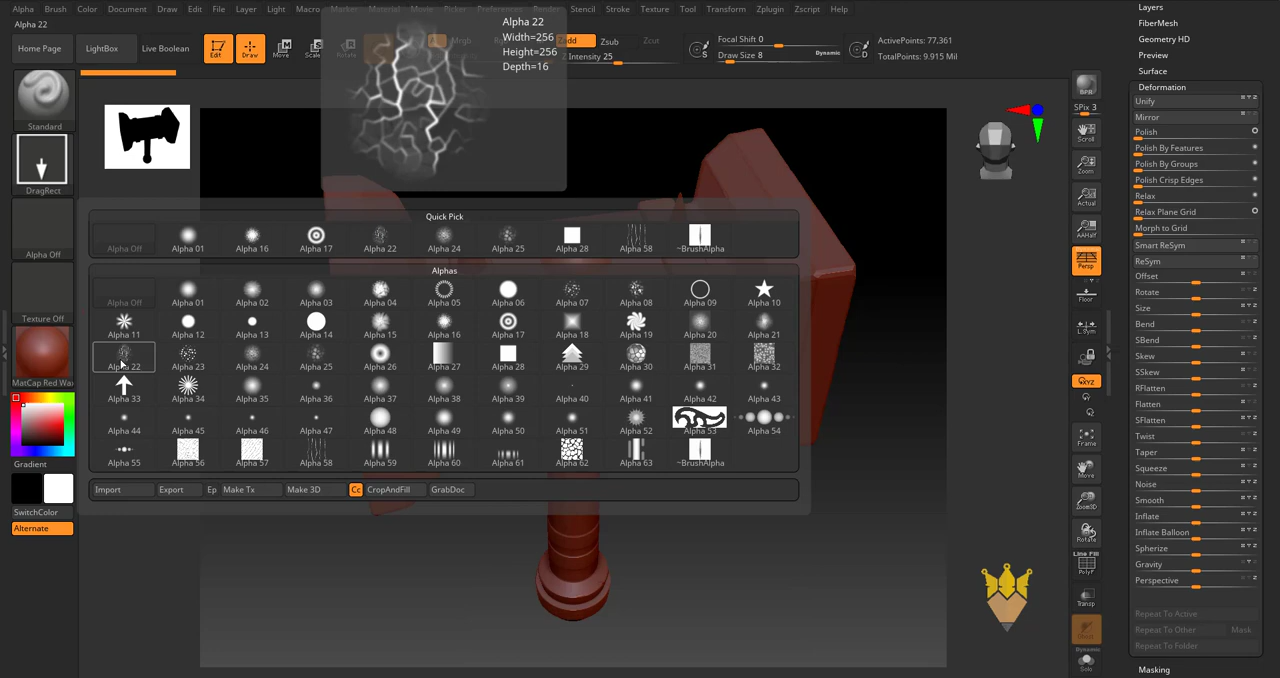 Alpha Brush Color Document Draw Edit File Layer Light Macro Marker Material Movie Picker Preferences Render Stencil Stroke Texture Tool Transform Zplugin Zscript Help
Alpha 22
Home Page LightBox Live Boolean Edit Draw Move Scale Rotate
Zadd Zsub Zcut
Z Intensity 25
Focal Shift 0
Draw Size 8 Dynamic
ActivePoints: 77,361
TotalPoints: 9.915 Mil
Alpha 22
Width=256
Height=256
Depth=16
Standard
DragRect
Alpha Off
Texture Off
MatCap Red Wax
Gradient
SwitchColor
Alternate
Quick Pick
Alpha Off Alpha 01 Alpha 16 Alpha 17 Alpha 22 Alpha 24 Alpha 25 Alpha 28 Alpha 58 ~BrushAlpha
Alphas
Alpha Off Alpha 01 Alpha 02 Alpha 03 Alpha 04 Alpha 05 Alpha 06 Alpha 07 Alpha 08 Alpha 09 Alpha 10
Alpha 11 Alpha 12 Alpha 13 Alpha 14 Alpha 15 Alpha 16 Alpha 17 Alpha 18 Alpha 19 Alpha 20 Alpha 21
Alpha 22 Alpha 23 Alpha 24 Alpha 25 Alpha 26 Alpha 27 Alpha 28 Alpha 29 Alpha 30 Alpha 31 Alpha 32
Alpha 33 Alpha 34 Alpha 35 Alpha 36 Alpha 37 Alpha 38 Alpha 39 Alpha 40 Alpha 41 Alpha 42 Alpha 43
Alpha 44 Alpha 45 Alpha 46 Alpha 47 Alpha 48 Alpha 49 Alpha 50 Alpha 51 Alpha 52 Alpha 53 Alpha 54
Alpha 55 Alpha 56 Alpha 57 Alpha 58 Alpha 59 Alpha 60 Alpha 61 Alpha 62 Alpha 63 ~BrushAlpha
Import Export Ep Make Tx Make 3D Cc CropAndFill GrabDoc
BPR
SPix 3
Scroll
Zoom
Actual
AAHalf
Persp
Floor
L.Sym
XYZ
Frame
Move
Zoom3D
Rotate
Line Fill
PolyF
Transp
Ghost
Dynamic
Solo
Layers
FiberMesh
Geometry HD
Preview
Surface
Deformation
Unify
Mirror
Polish
Polish By Features
Polish By Groups
Polish Crisp Edges
Relax
Relax Plane Grid
Morph to Grid
Smart ReSym
ReSym
Offset
Rotate
Size
Bend
SBend
Skew
SSkew
RFlatten
Flatten
SFlatten
Twist
Taper
Squeeze
Noise
Smooth
Inflate
Inflate Balloon
Spherize
Gravity
Perspective
Repeat To Active
Repeat To Other Mask
Repeat To Folder
Masking